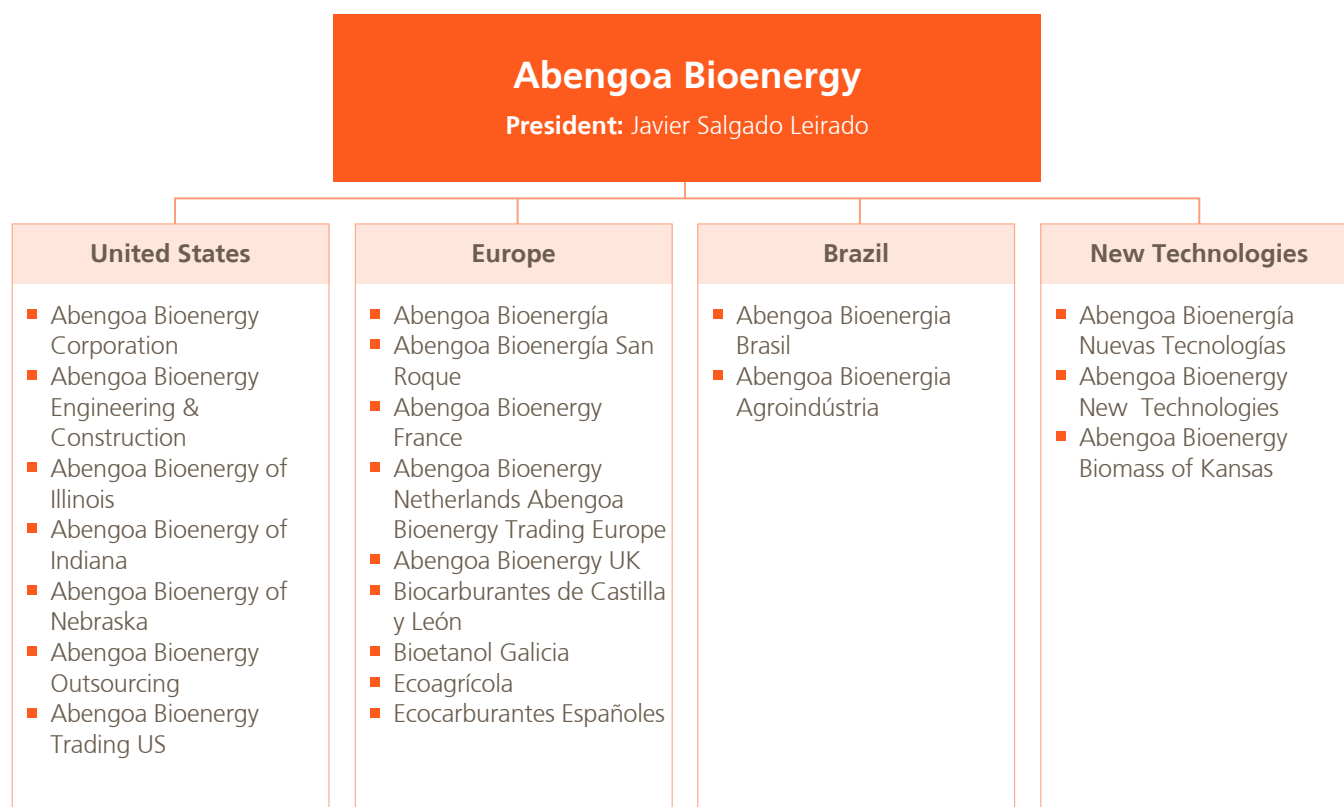 Abengoa Bioenergy
President: Javier Salgado Leirado
United States
Abengoa Bioenergy
Corporation
Abengoa Bioenergy
Engineering &
Construction
Abengoa Bioenergy of
Illinois
Abengoa Bioenergy of
Indiana
Abengoa Bioenergy of
Nebraska
Abengoa Bioenergy
Outsourcing
Abengoa Bioenergy
Trading US
Europe
Abengoa Bioenergía
Abengoa Bioenergía San
Roque
Abengoa Bioenergy
France
Abengoa Bioenergy
Netherlands Abengoa
Bioenergy Trading Europe
Abengoa Bioenergy UK
Biocarburantes de Castilla
y León
Bioetanol Galicia
Ecoagrícola
Ecocarburantes Españoles
Brazil
Abengoa Bioenergia
Brasil
Abengoa Bioenergia
Agroindústria
New Technologies
Abengoa Bioenergía
Nuevas Tecnologías
Abengoa Bioenergy
New Technologies
Abengoa Bioenergy
Biomass of Kansas